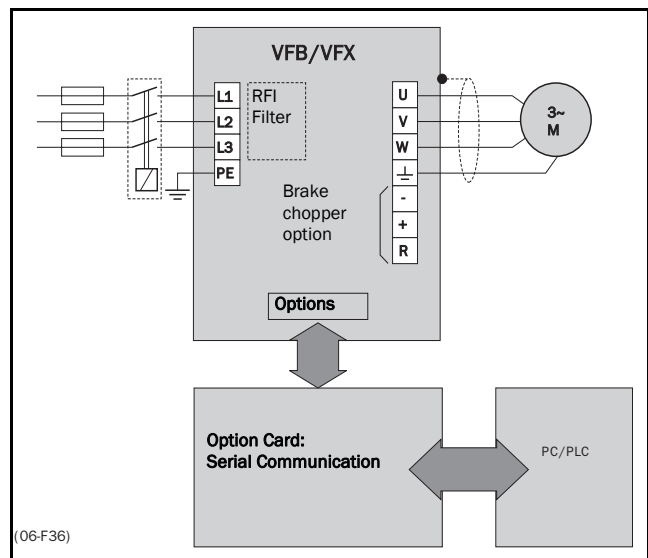 VFB/VFX
L1
L2
L3
PE
RFI
Filter
U
V
W
-
+
R
3~
M
Brake
chopper
option
Options
Option Card:
Serial Communication
PC/PLC
(06-F36)